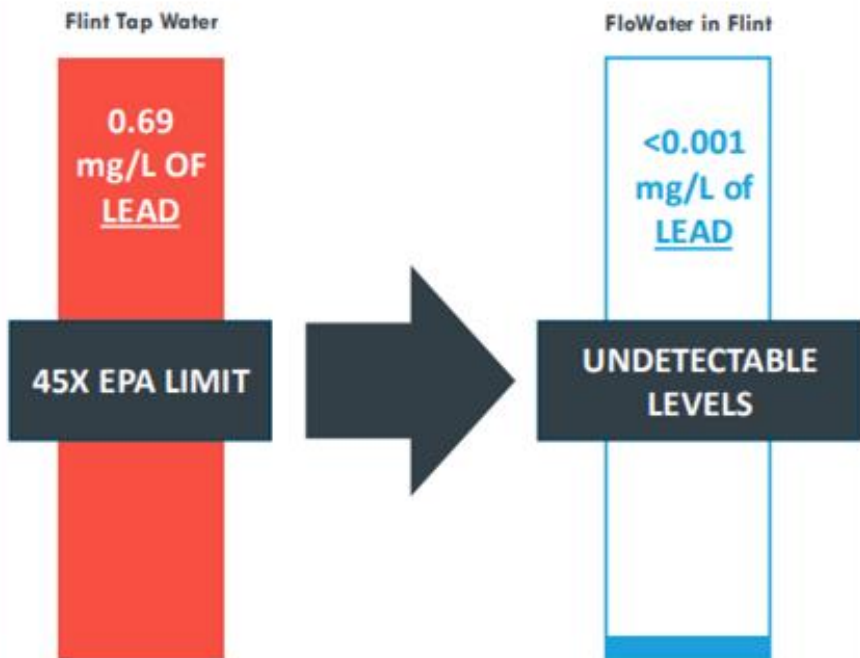 Flint Tap Water
0.69
mg/L OF
LEAD
45X EPA LIMIT
FloWater in Flint
<0.001
mg/L of
LEAD
UNDETECTABLE
LEVELS